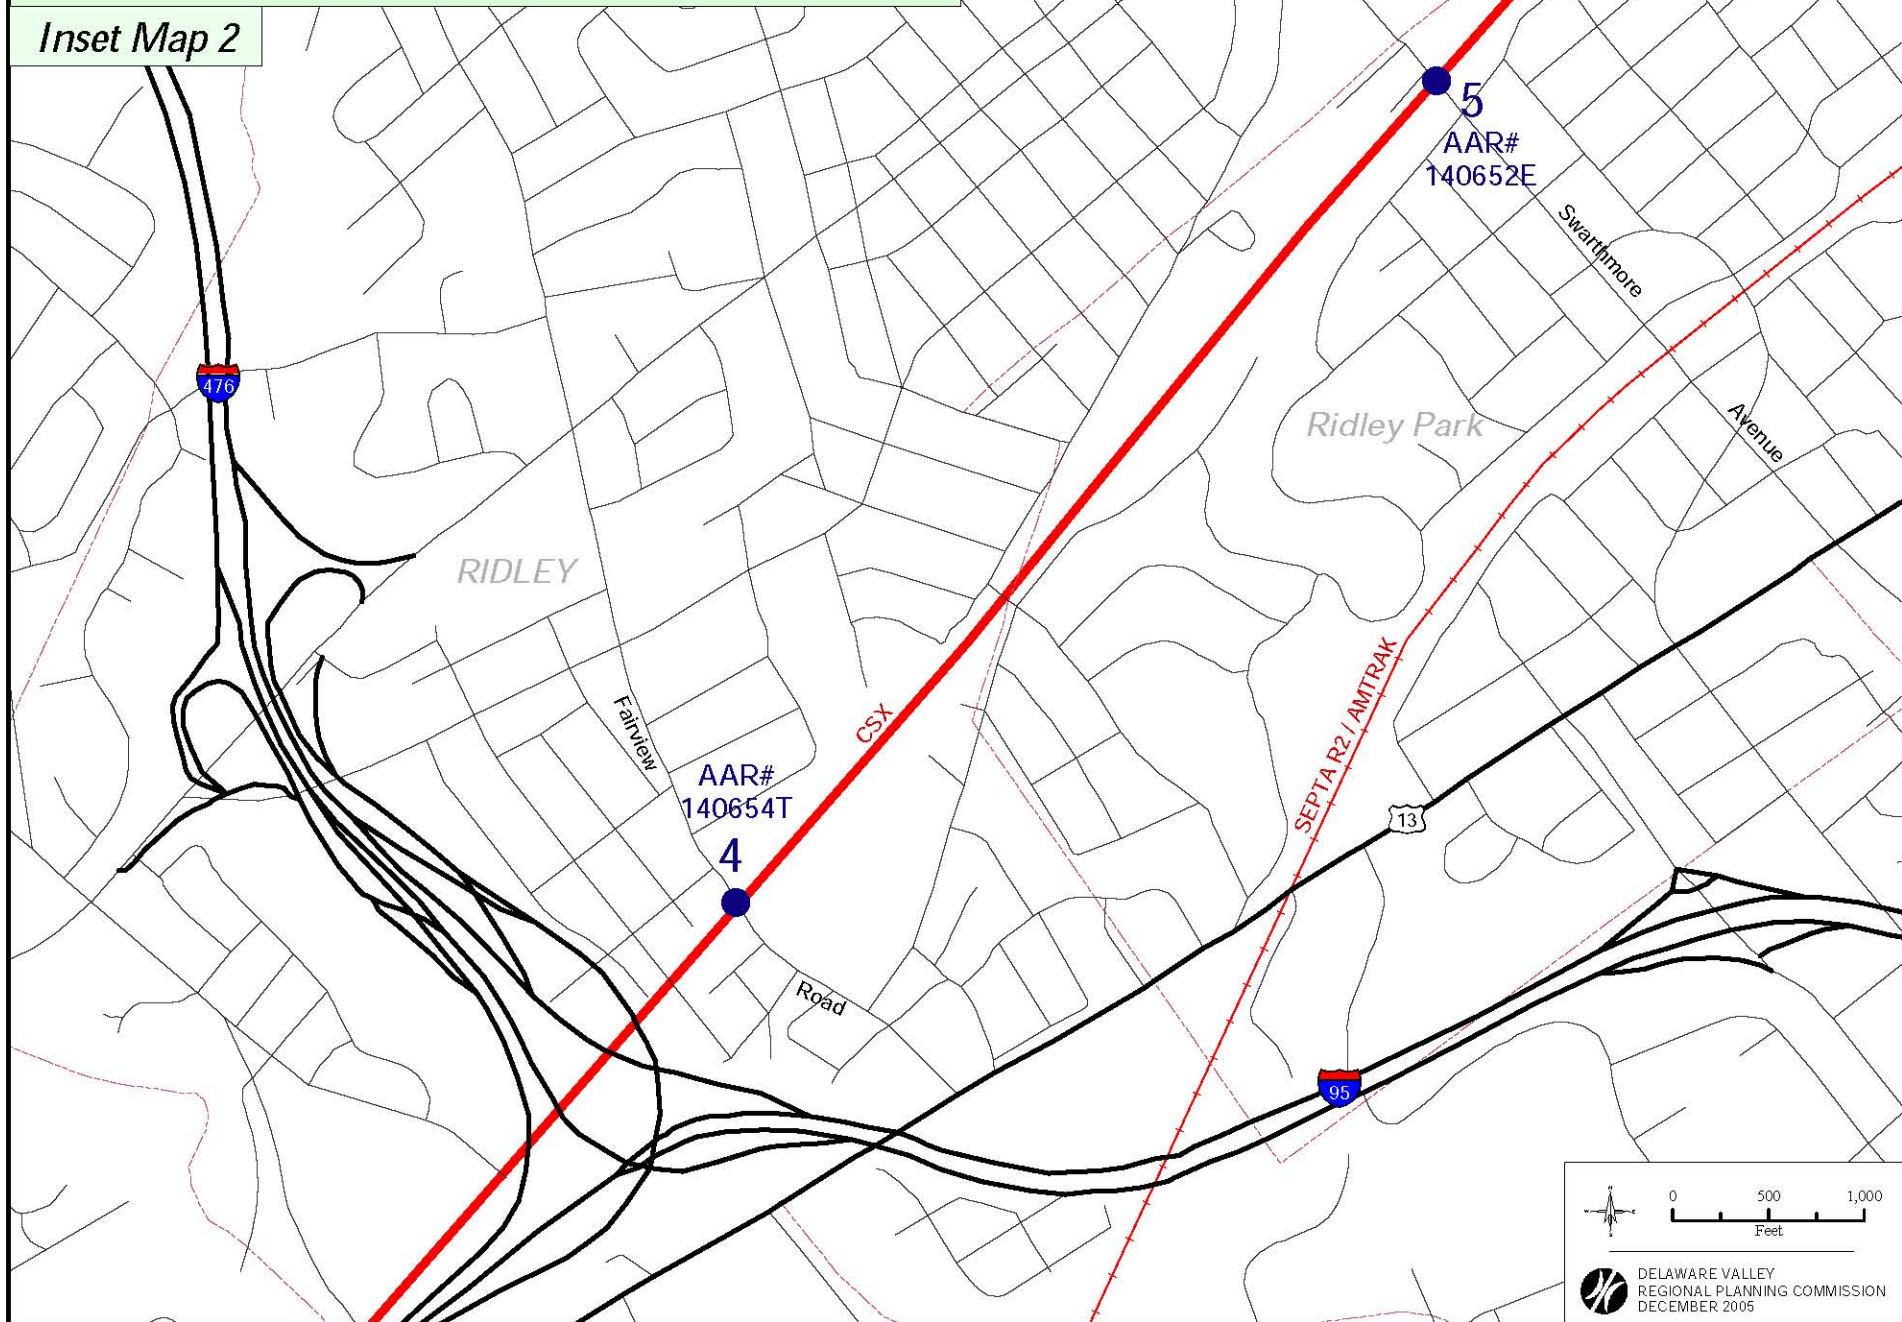 Inset Map 2
5
AAR#
140652E
Swarthmore
476
Ridley Park
Avenue
RIDLEY
Fairview
CSX
SEPTA R2 / AMTRAK
AAR#
140654T
4
13
Road
95
N
W E
S
0 500 1,000
Feet
DELAWARE VALLEY
REGIONAL PLANNING COMMISSION
DECEMBER 2005